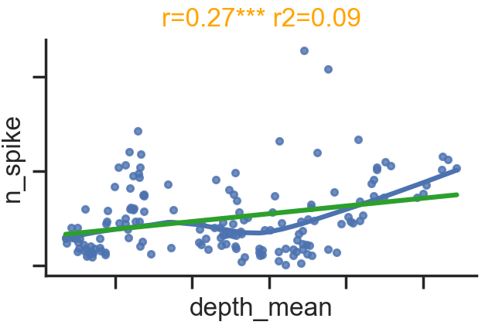 r=0.27*** r2=0.09
n_spike
depth_mean